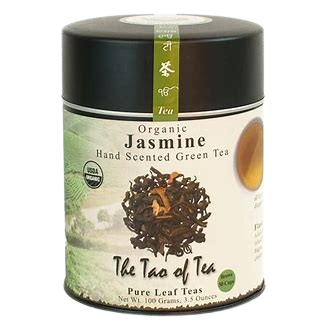 टी
茶
ੴ
Tea
Organic
Jasmine
Hand Scented Green Tea
USDA
ORGANIC
The Tao of Tea
Pure Leaf Teas
Net Wt. 100 Grams, 3.5 Ounces